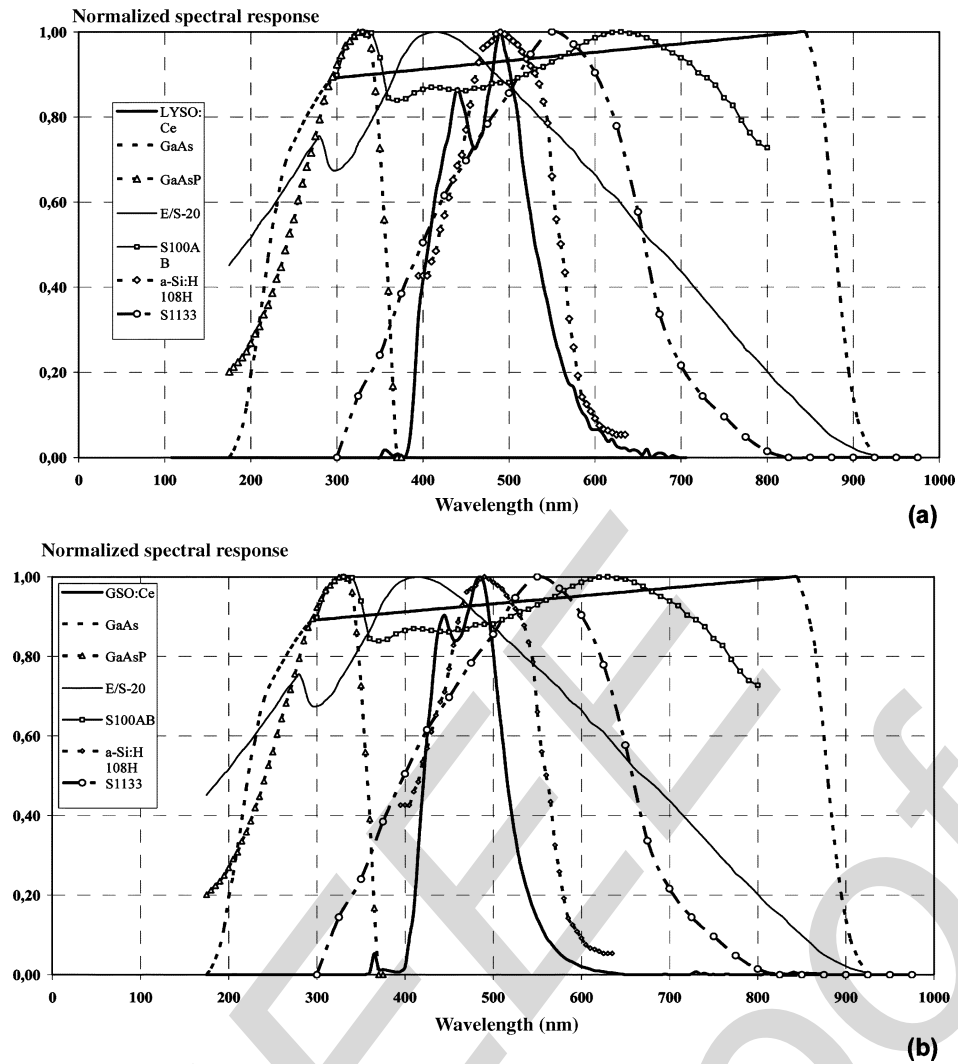 Normalized spectral response
1,00
0,80
0,60
0,40
0,20
0,00
LYSO:
Ce
GaAs
GaAsP
E/S-20
S100A
B
a-Si:H
108H
S1133
0 100 200 300 400 500 600 700 800 900 1000
Wavelength (nm)
(a)
Normalized spectral response
1,00
0,80
0,60
0,40
0,20
0,00
GSO:Ce
GaAs
GaAsP
E/S-20
S100AB
a-Si:H
108H
S1133
0 100 200 300 400 500 600 700 800 900 1000
Wavelength (nm)
(b)